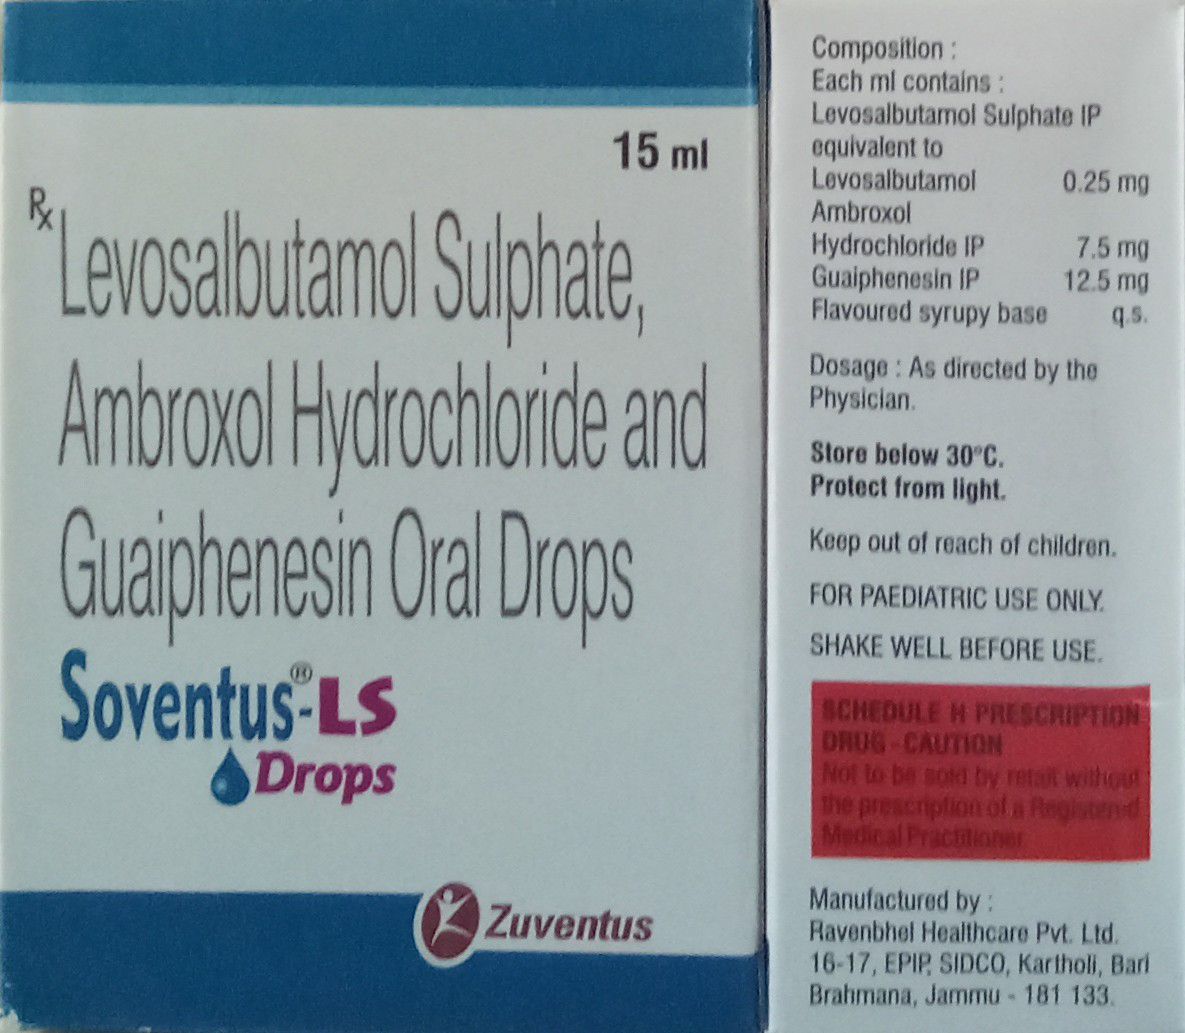 15 ml
Rx
Levosalbutamol Sulphate,
Ambroxol Hydrochloride and
Guaiphenesin Oral Drops
Soventus®-LS
Drops
Zuventus
Composition :
Each ml contains :
Levosalbutamol Sulphate IP
equivalent to
Levosalbutamol 0.25 mg
Ambroxol
Hydrochloride IP 7.5 mg
Guaiphenesin IP 12.5 mg
Flavoured syrupy base q.s.
Dosage : As directed by the
Physician.
Store below 30°C.
Protect from light.
Keep out of reach of children.
FOR PAEDIATRIC USE ONLY.
SHAKE WELL BEFORE USE.
SCHEDULE H PRESCRIPTION
DRUG - CAUTION
Not to be sold by retail without
the prescription of a Registered
Medical Practitioner.
Manufactured by :
Ravenbhel Healthcare Pvt. Ltd.
16-17, EPIP, SIDCO, Kartholi, Bari
Brahmana, Jammu - 181 133.